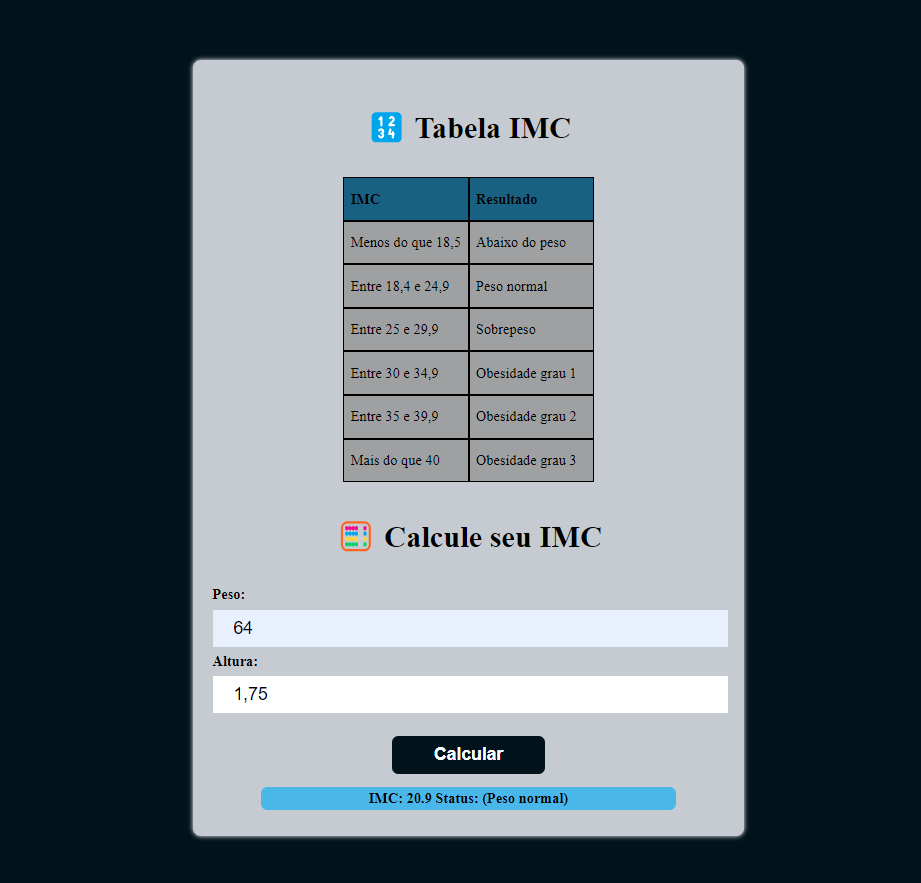 🔢 Tabela IMC
IMC Resultado
Menos do que 18,5 Abaixo do peso
Entre 18,4 e 24,9 Peso normal
Entre 25 e 29,9 Sobrepeso
Entre 30 e 34,9 Obesidade grau 1
Entre 35 e 39,9 Obesidade grau 2
Mais do que 40 Obesidade grau 3
🧮 Calcule seu IMC
Peso:
64
Altura:
1,75
Calcular
IMC: 20.9 Status: (Peso normal)